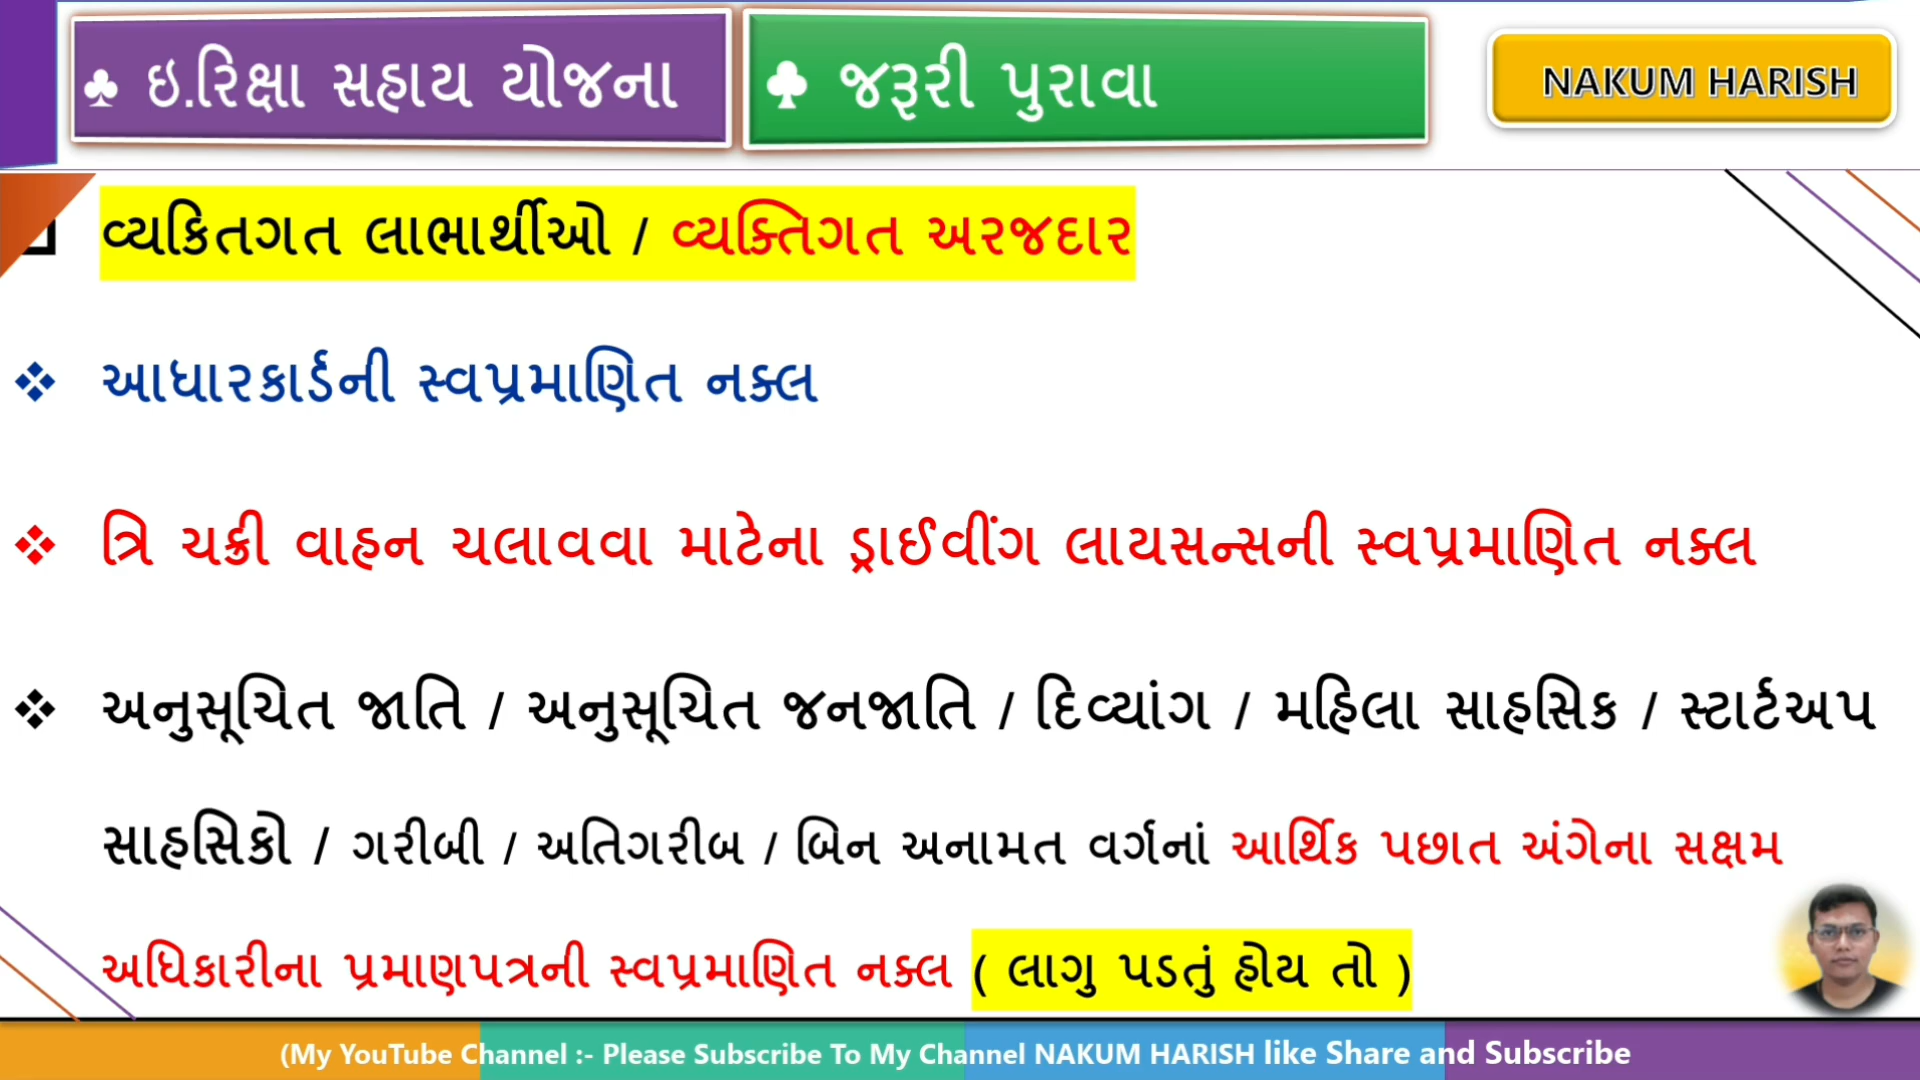 ♣ ઇ.રિક્ષા સહાય યોજના
♣ જરૂરી પુરાવા
NAKUM HARISH
વ્યકિતગત લાભાર્થીઓ / વ્યક્તિગત અરજદાર
❖ આધારકાર્ડની સ્વપ્રમાણિત નક્લ
❖ ત્રિ ચક્રી વાહન ચલાવવા માટેના ડ્રાઈવીંગ લાયસન્સની સ્વપ્રમાણિત નક્લ
❖ અનુસૂચિત જાતિ / અનુસૂચિત જનજાતિ / દિવ્યાંગ / મહિલા સાહસિક / સ્ટાર્ટઅપ
સાહસિકો / ગરીબી / અતિગરીબ / બિન અનામત વર્ગનાં આર્થિક પછાત અંગેના સક્ષમ
અધિકારીના પ્રમાણપત્રની સ્વપ્રમાણિત નક્લ ( લાગુ પડતું હોય તો )
(My YouTube Channel :- Please Subscribe To My Channel NAKUM HARISH like Share and Subscribe